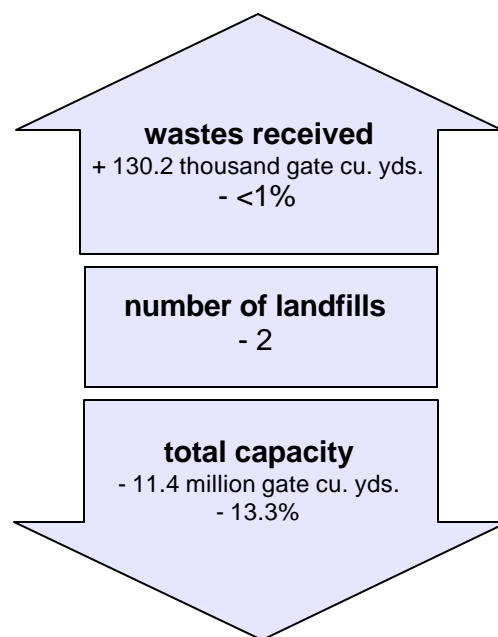 wastes received
+ 130.2 thousand gate cu. yds.
- <1%
number of landfills
- 2
total capacity
- 11.4 million gate cu. yds.
- 13.3%